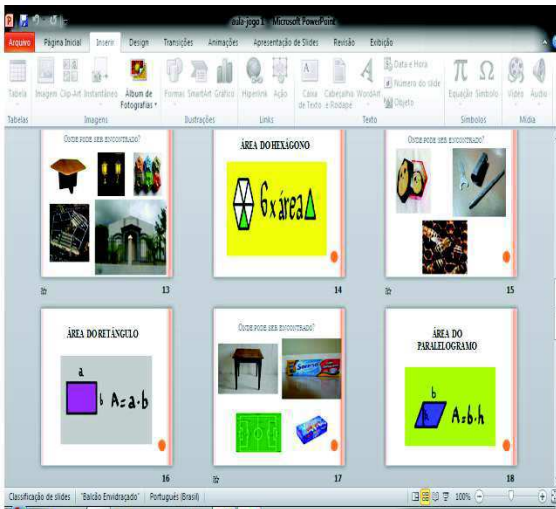 aula-jogo1 - Microsoft PowerPoint
Arquivo Página Inicial Inserir Design Transições Animações Apresentação de Slides Revisão Exibição
Tabela Imagem Clip-Art Instantâneo Álbum de Fotografias Formas SmartArt Gráfico Hiperlink Ação Caixa de Texto Cabeçalho e Rodapé WordArt Data e Hora Número do slide Objeto Equação Símbolo Vídeo Áudio
Tabelas Imagens Ilustrações Links Texto Símbolos Mídia
ONDE PODE SER ENCONTRADO?
13
ÁREA DO HEXÁGONO
6 x área
14
ONDE PODE SER ENCONTRADO?
15
ÁREA DO RETÂNGULO
a
b
A=a.b
16
ONDE PODE SER ENCONTRADO?
17
ÁREA DO
PARALELOGRAMO
b
h
A=b.h
18
Classificação de slides "Balcão Envidraçado" Português (Brasil) 100%